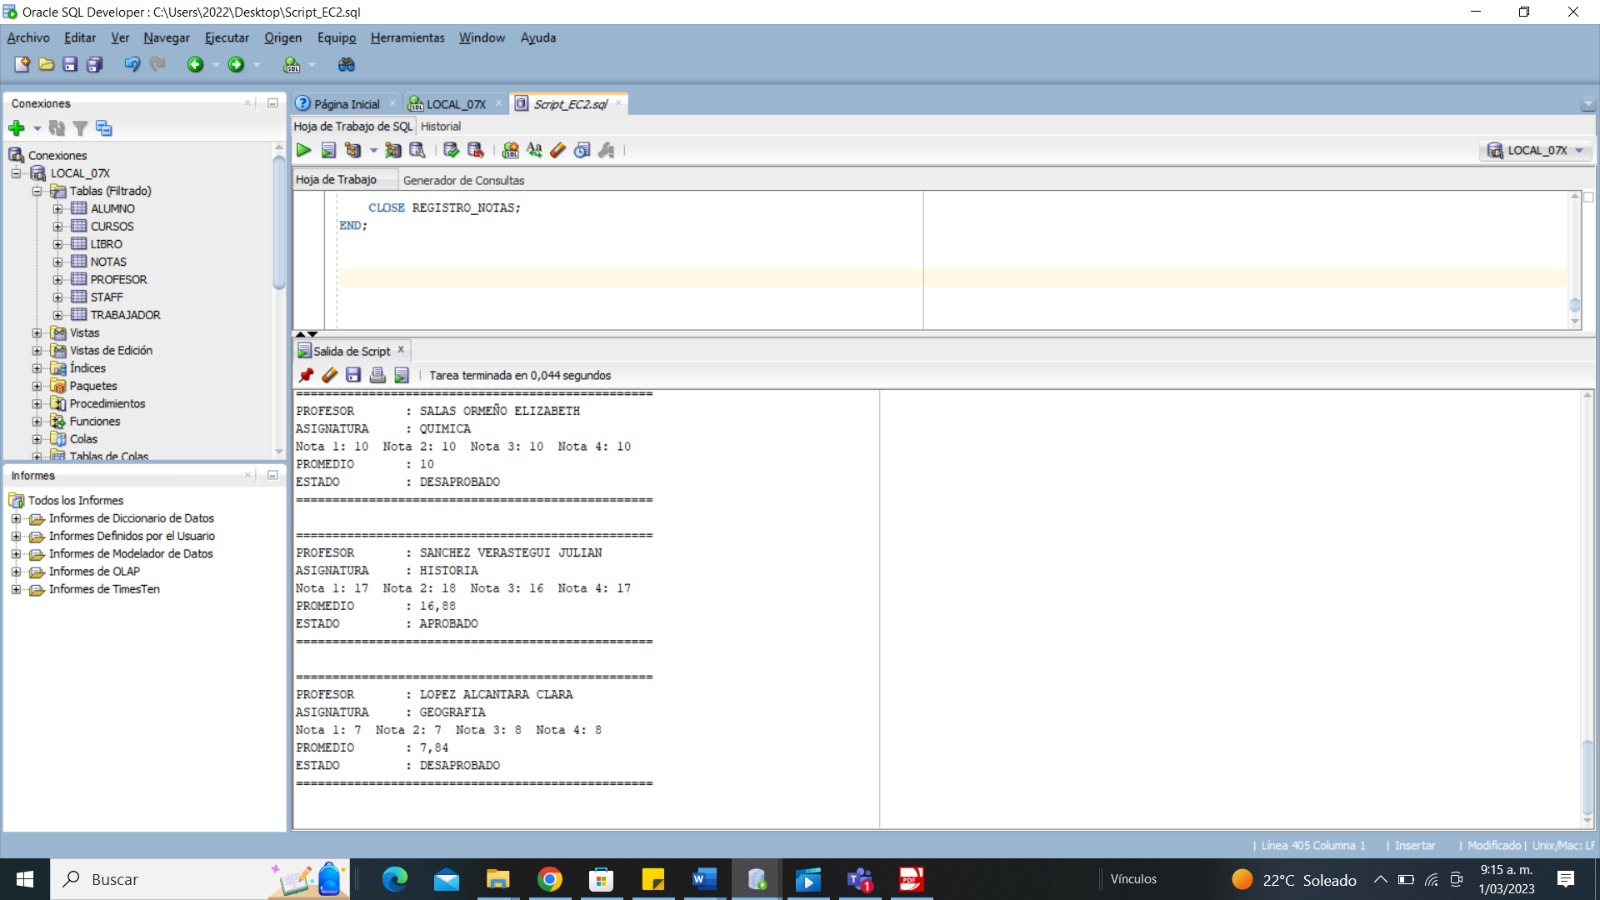 Oracle SQL Developer : C:\Users\2022\Desktop\Script_EC2.sql
Archivo Editar Ver Navegar Ejecutar Origen Equipo Herramientas Window Ayuda
Conexiones
Conexiones
LOCAL_07X
Tablas (Filtrado)
ALUMNO
CURSOS
LIBRO
NOTAS
PROFESOR
STAFF
TRABAJADOR
Vistas
Vistas de Edición
Índices
Paquetes
Procedimientos
Funciones
Colas
Tablas de Colas
Informes
Todos los Informes
Informes de Diccionario de Datos
Informes Definidos por el Usuario
Informes de Modelador de Datos
Informes de OLAP
Informes de TimesTen
Página Inicial LOCAL_07X Script_EC2.sql
Hoja de Trabajo de SQL Historial
LOCAL_07X
Hoja de Trabajo Generador de Consultas
CLOSE REGISTRO_NOTAS;
END;
Salida de Script
Tarea terminada en 0,044 segundos
=================================================
PROFESOR : SALAS ORMEÑO ELIZABETH
ASIGNATURA : QUIMICA
Nota 1: 10 Nota 2: 10 Nota 3: 10 Nota 4: 10
PROMEDIO : 10
ESTADO : DESAPROBADO
=================================================
=================================================
PROFESOR : SANCHEZ VERASTEGUI JULIAN
ASIGNATURA : HISTORIA
Nota 1: 17 Nota 2: 18 Nota 3: 16 Nota 4: 17
PROMEDIO : 16,88
ESTADO : APROBADO
=================================================
=================================================
PROFESOR : LOPEZ ALCANTARA CLARA
ASIGNATURA : GEOGRAFIA
Nota 1: 7 Nota 2: 7 Nota 3: 8 Nota 4: 8
PROMEDIO : 7,84
ESTADO : DESAPROBADO
=================================================
Línea 405 Columna 1 | Insertar | Modificado | Unix/Mac: LF
Buscar
Vínculos
22°C Soleado
9:15 a. m.
1/03/2023